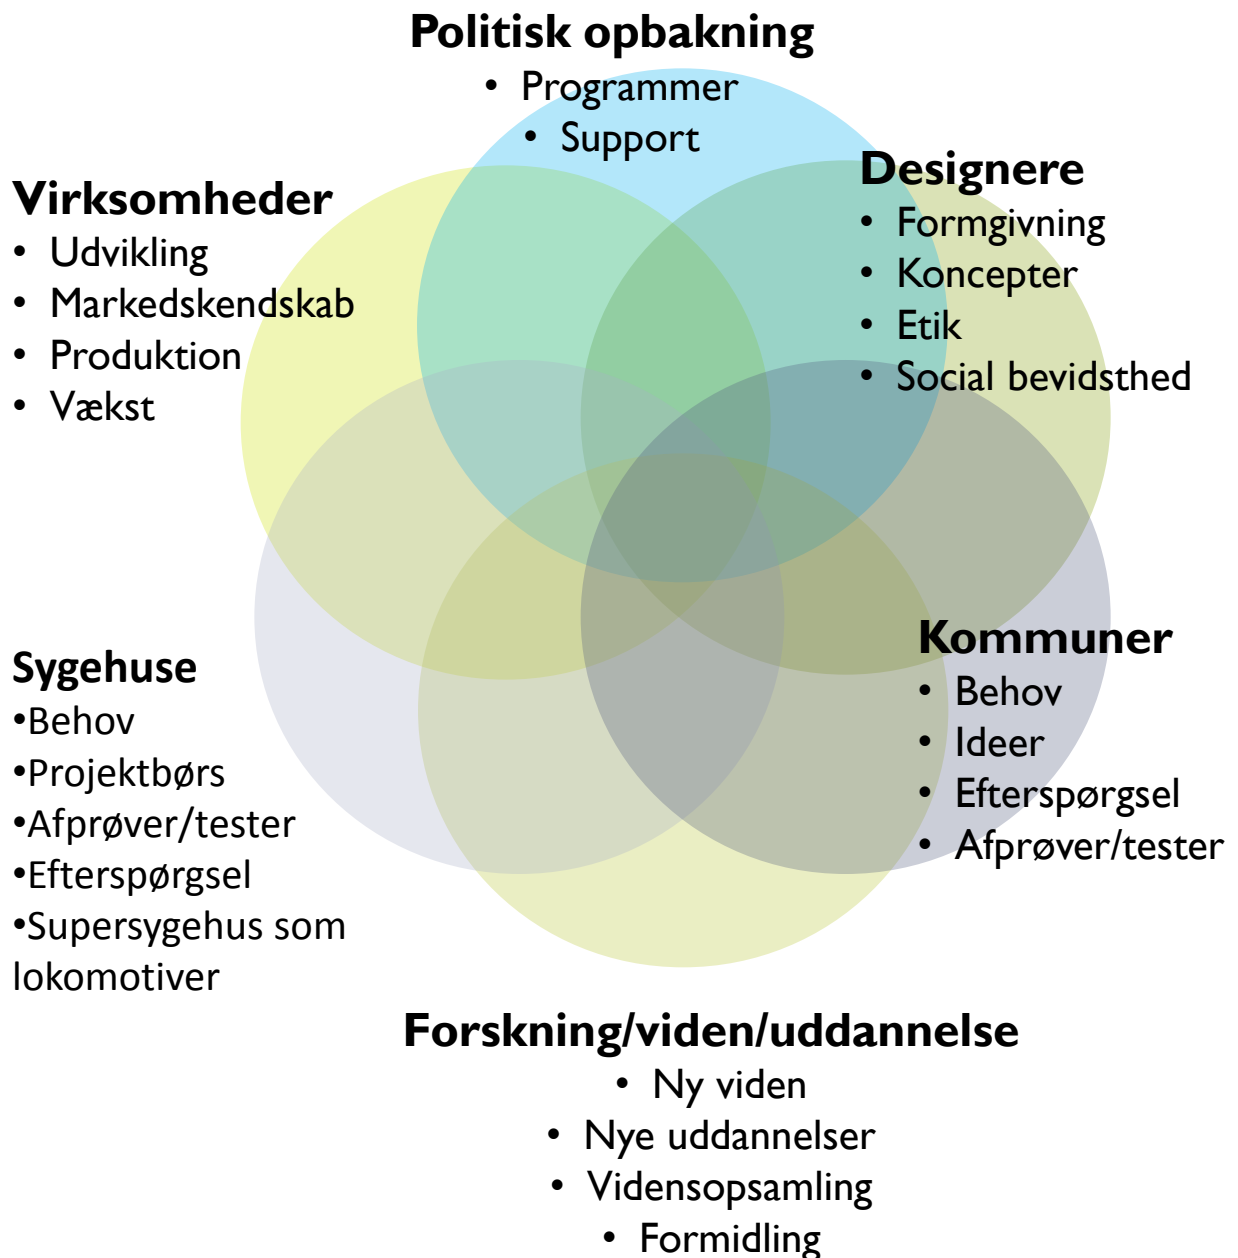 Politisk opbakning
• Programmer
• Support
Virksomheder
• Udvikling
• Markedskendskab
• Produktion
• Vækst
Designere
• Formgivning
• Koncepter
• Etik
• Social bevidsthed
Sygehuse
•Behov
•Projektbørs
•Afprøver/tester
•Efterspørgsel
•Supersygehus som
lokomotiver
Kommuner
• Behov
• Ideer
• Efterspørgsel
• Afprøver/tester
Forskning/viden/uddannelse
• Ny viden
• Nye uddannelser
• Vidensopsamling
• Formidling